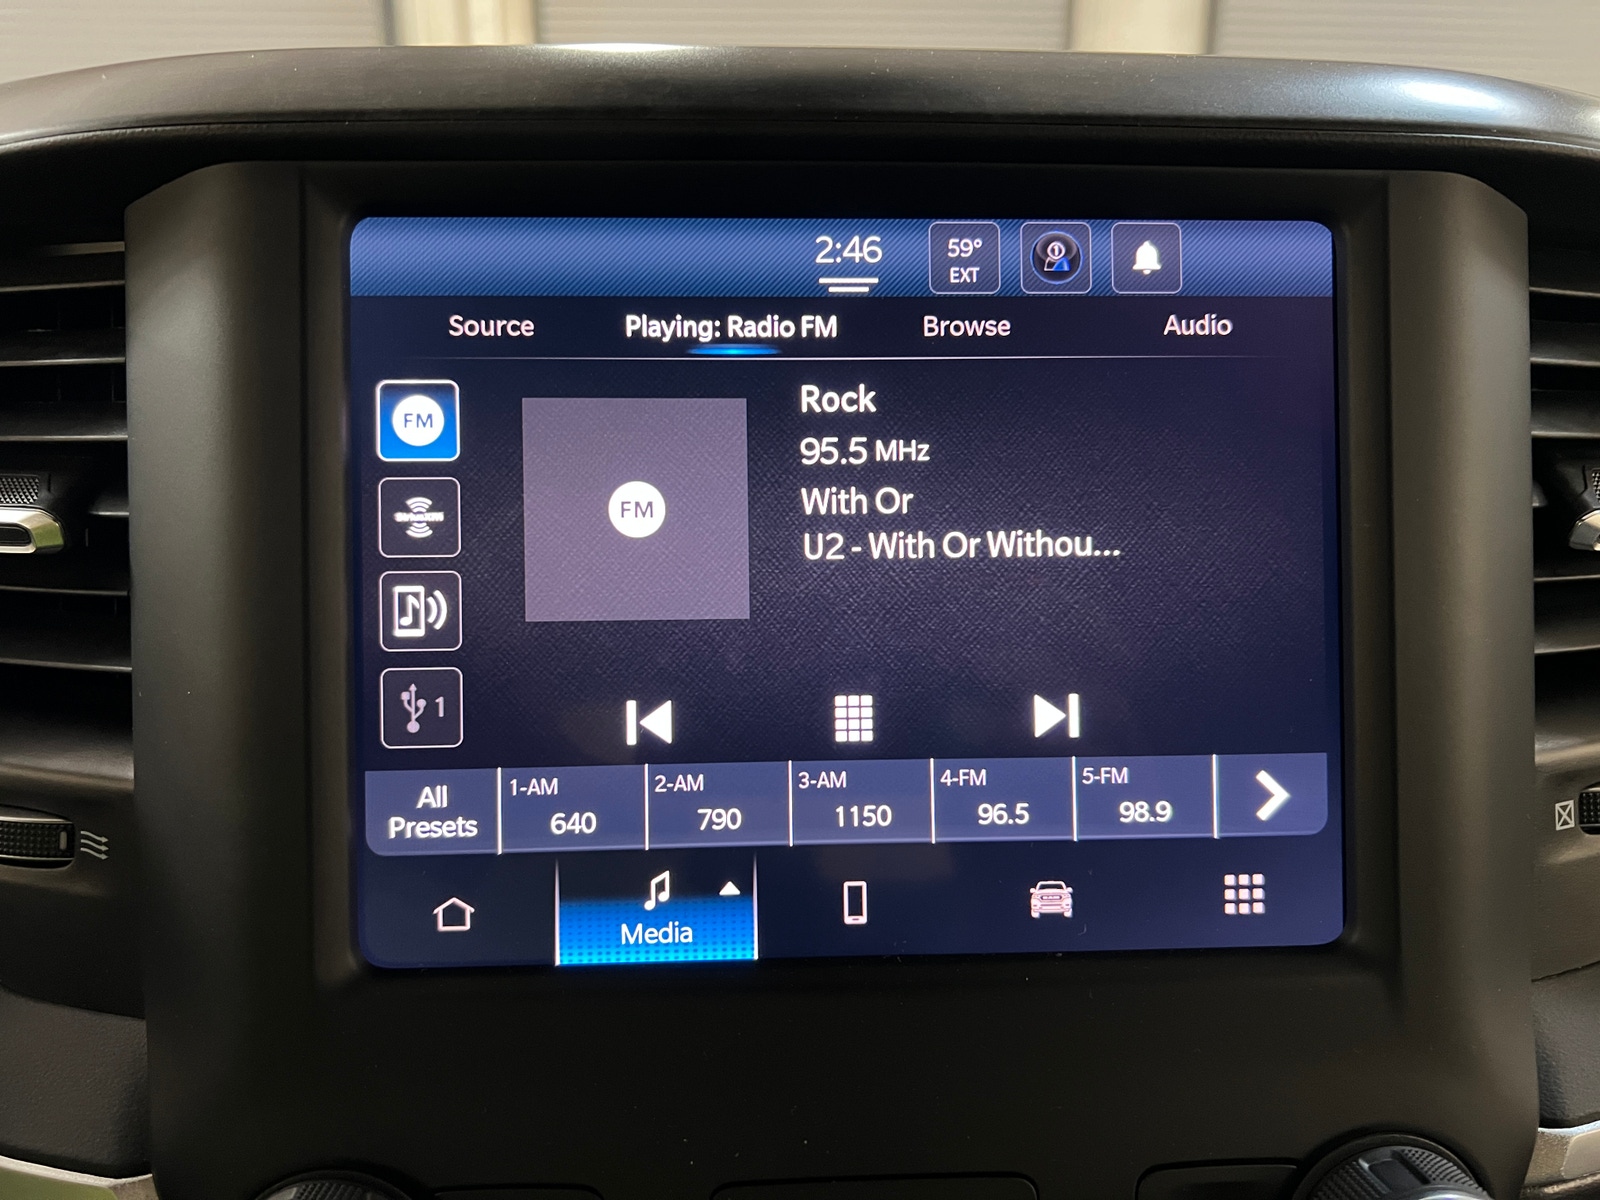 2:46
59°
EXT
1
Source
Playing: Radio FM
Browse
Audio
FM
SiriusXM
1
FM
Rock
95.5 MHz
With Or
U2 - With Or Withou...
All
Presets
1-AM
640
2-AM
790
3-AM
1150
4-FM
96.5
5-FM
98.9
Media